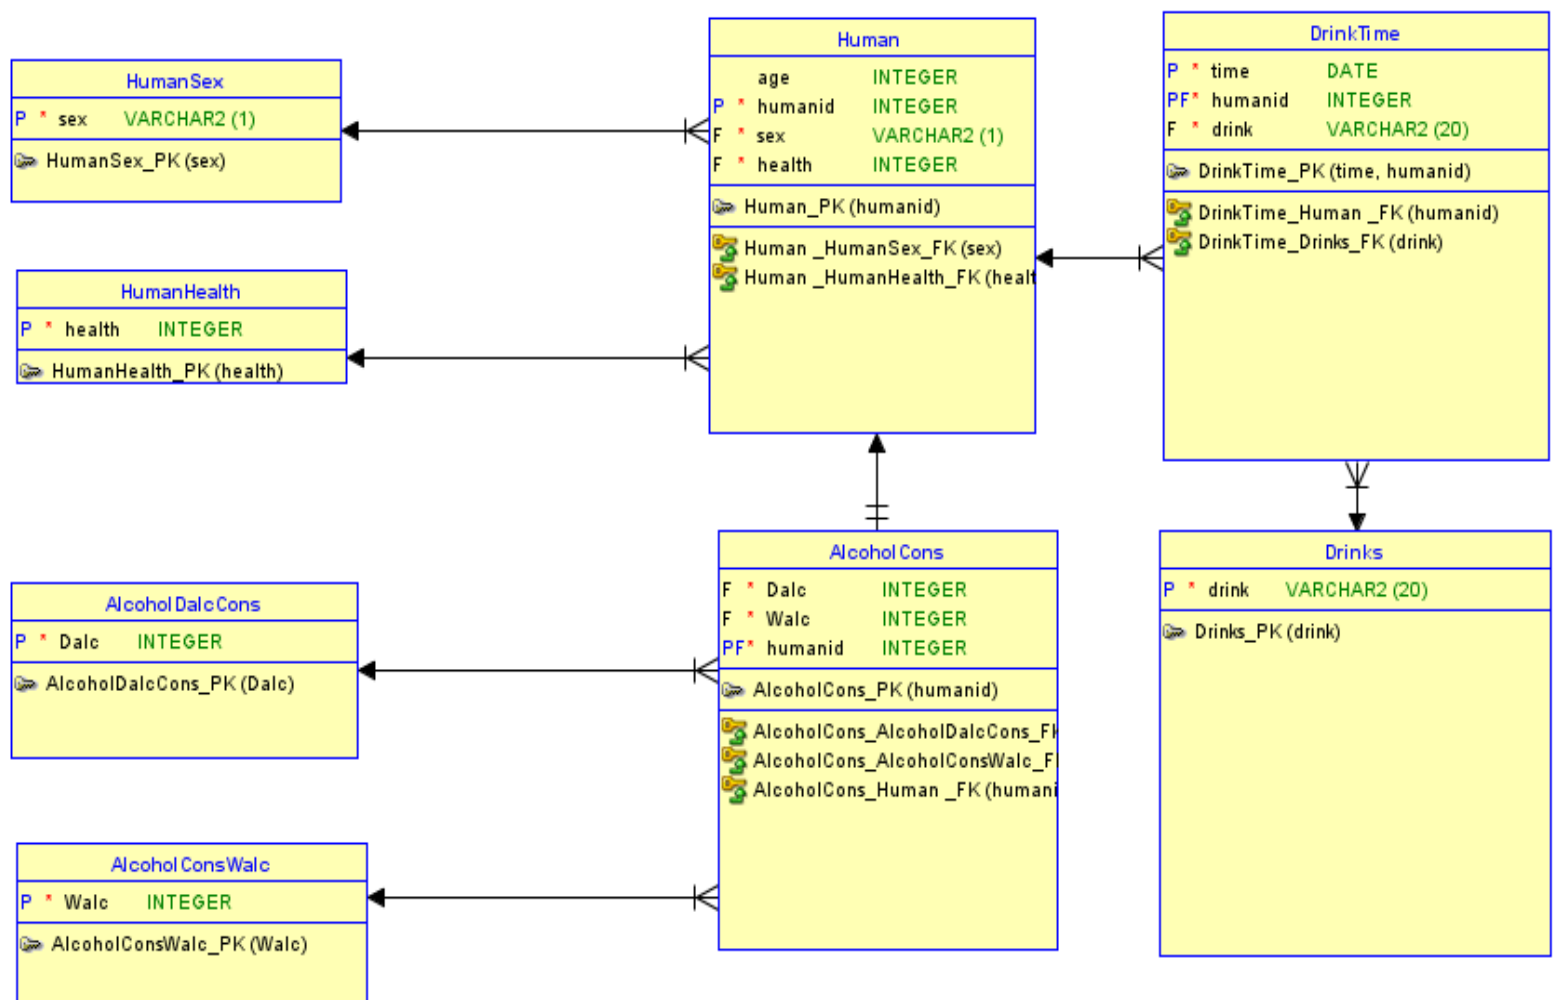 HumanSex
P * sex VARCHAR2 (1)
HumanSex_PK (sex)
HumanHealth
P * health INTEGER
HumanHealth_PK (health)
Human
age INTEGER
P * humanid INTEGER
F * sex VARCHAR2 (1)
F * health INTEGER
Human_PK (humanid)
Human _HumanSex_FK (sex)
Human _HumanHealth_FK (healt
DrinkTime
P * time DATE
PF* humanid INTEGER
F * drink VARCHAR2 (20)
DrinkTime_PK (time, humanid)
DrinkTime_Human _FK (humanid)
DrinkTime_Drinks_FK (drink)
AlcoholDalcCons
P * Dalc INTEGER
AlcoholDalcCons_PK (Dalc)
AlcoholConsWalc
P * Walc INTEGER
AlcoholConsWalc_PK (Walc)
AlcoholCons
F * Dalc INTEGER
F * Walc INTEGER
PF* humanid INTEGER
AlcoholCons_PK (humanid)
AlcoholCons_AlcoholDalcCons_FK
AlcoholCons_AlcoholConsWalc_F
AlcoholCons_Human _FK (humani
Drinks
P * drink VARCHAR2 (20)
Drinks_PK (drink)